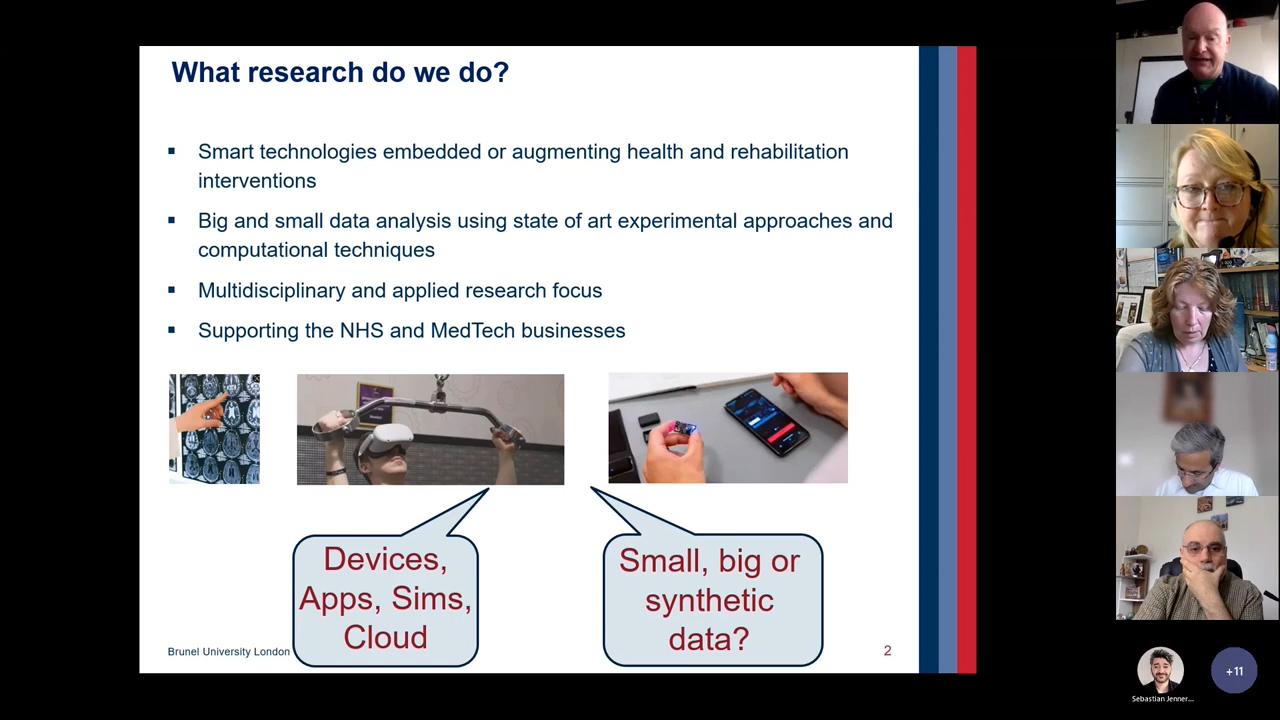 What research do we do?
Smart technologies embedded or augmenting health and rehabilitation
interventions
Big and small data analysis using state of art experimental approaches and
computational techniques
Multidisciplinary and applied research focus
Supporting the NHS and MedTech businesses
Devices,
Apps, Sims,
Cloud
Small, big or
synthetic
data?
Brunel University London
2
Sebastian Jenner...
+11